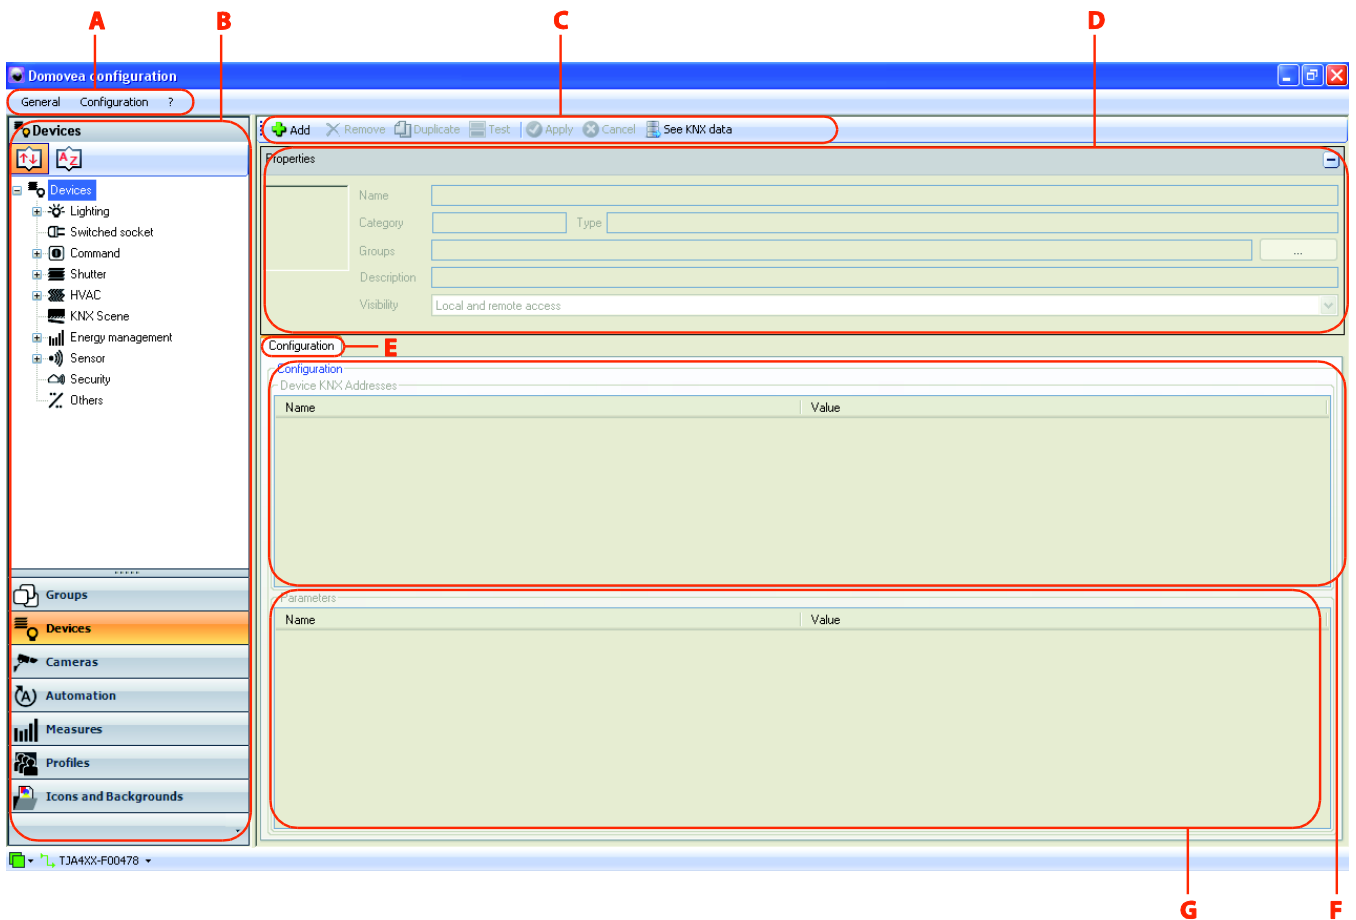 A B C D
Domovea configuration
General Configuration ?
Devices
Add Remove Duplicate Test Apply Cancel See KNX data
A Z
Properties
Devices
Lighting
Switched socket
Command
Shutter
HVAC
KNX Scene
Energy management
Sensor
Security
Others
Name
Category Type
Groups ...
Description
Visibility Local and remote access
Configuration E
Configuration
Device KNX Addresses
Name Value
Groups
Devices
Cameras
Automation
Measures
Profiles
Icons and Backgrounds
Parameters
Name Value
TJA4XX-F00478
G F